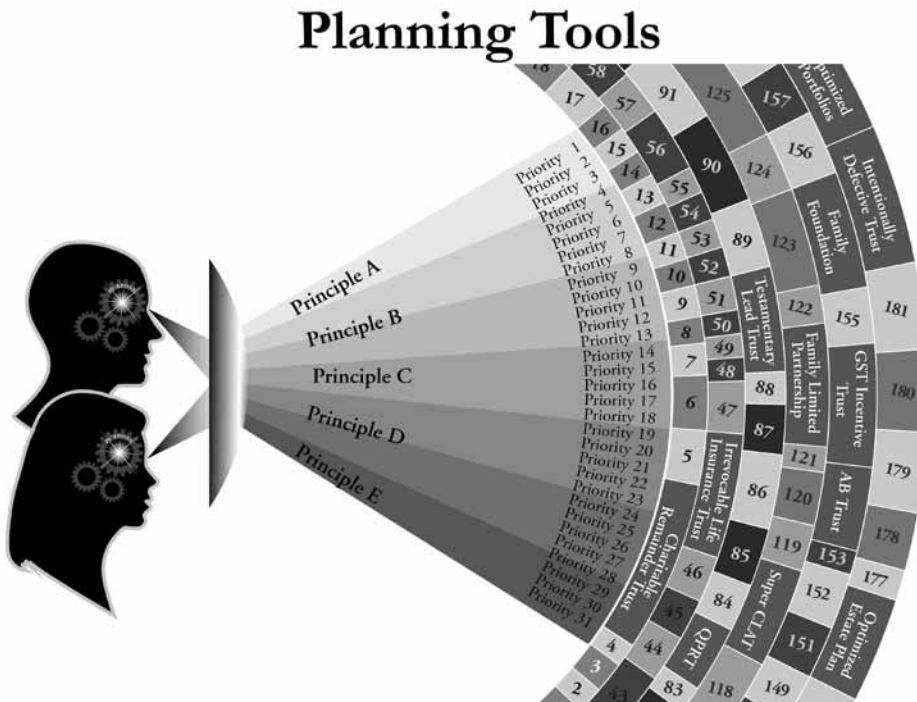 Planning Tools
Principle A
Principle B
Principle C
Principle D
Principle E
Priority 1
Priority 2
Priority 3
Priority 4
Priority 5
Priority 6
Priority 7
Priority 8
Priority 9
Priority 10
Priority 11
Priority 12
Priority 13
Priority 14
Priority 15
Priority 16
Priority 17
Priority 18
Priority 19
Priority 20
Priority 21
Priority 22
Priority 23
Priority 24
Priority 25
Priority 26
Priority 27
Priority 28
Priority 29
Priority 30
Priority 31
18
17
16
15
14
13
12
11
10
9
8
7
6
5
Charitable
Remainder Trust
4
3
2
58
57
56
55
54
53
52
51
50
49
48
47
Irrevocable Life
Insurance Trust
46
45
44
43
91
90
89
Testamentary
Lead Trust
88
87
86
85
84
QPRT
83
125
124
123
122
Family Limited
Partnership
121
120
119
Super CLAT
118
157
156
Family
Foundation
155
GST Incentive
Trust
AB Trust
153
152
151
149
Optimized
Portfolios
Intentionally
Defective Trust
181
180
179
178
177
Optimized
Estate Plan